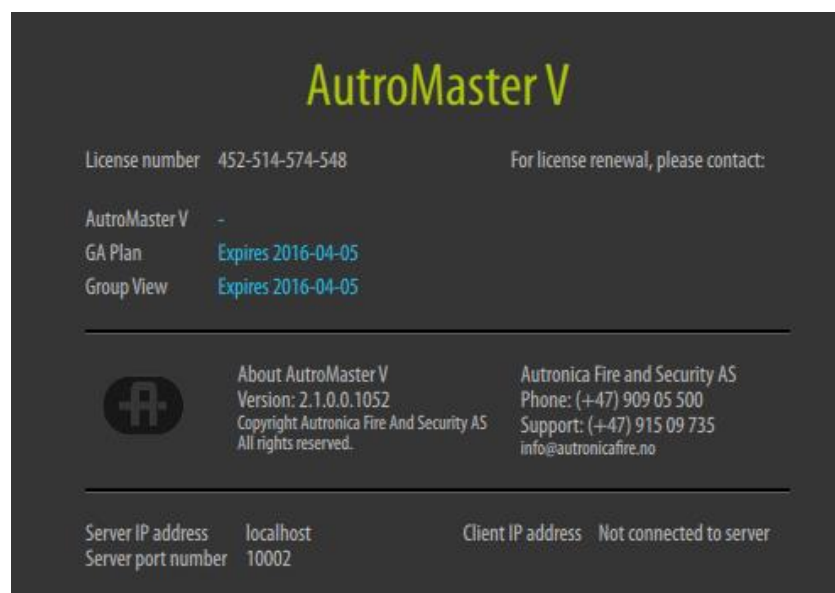 AutroMaster V
License number 452-514-574-548 For license renewal, please contact:
AutroMaster V -
GA Plan Expires 2016-04-05
Group View Expires 2016-04-05
About AutroMaster V
Version: 2.1.0.0.1052
Copyright Autronica Fire And Security AS
All rights reserved.
Autronica Fire and Security AS
Phone: (+47) 909 05 500
Support: (+47) 915 09 735
info@autronicafire.no
Server IP address localhost Client IP address Not connected to server
Server port number 10002